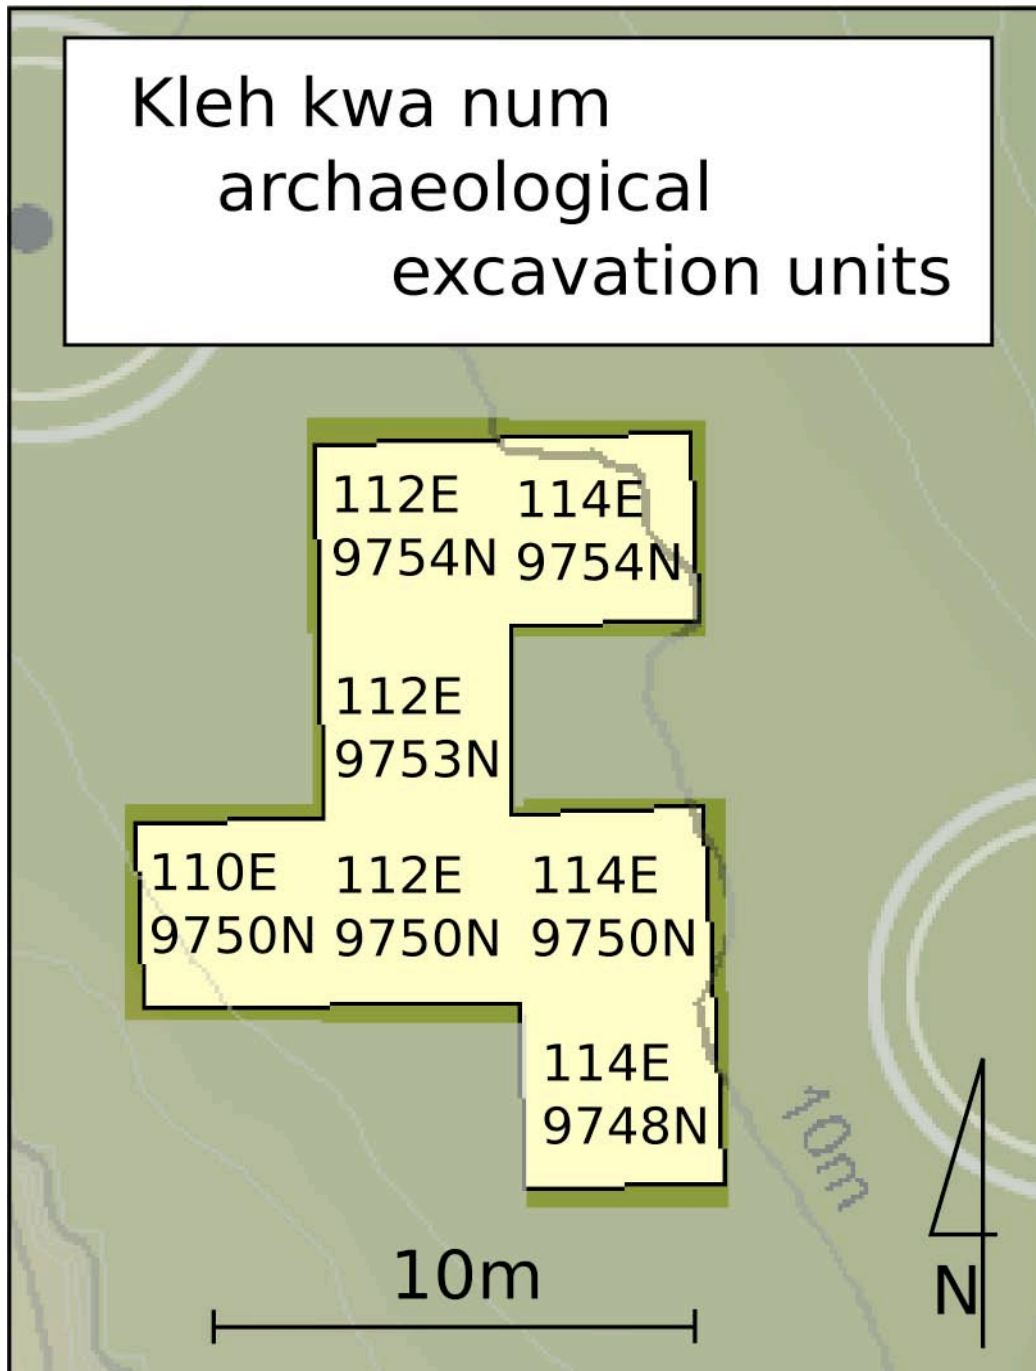 Kleh kwa num
archaeological
excavation units
112E
9754N
114E
9754N
112E
9753N
110E
9750N
112E
9750N
114E
9750N
114E
9748N
10m
10m
N